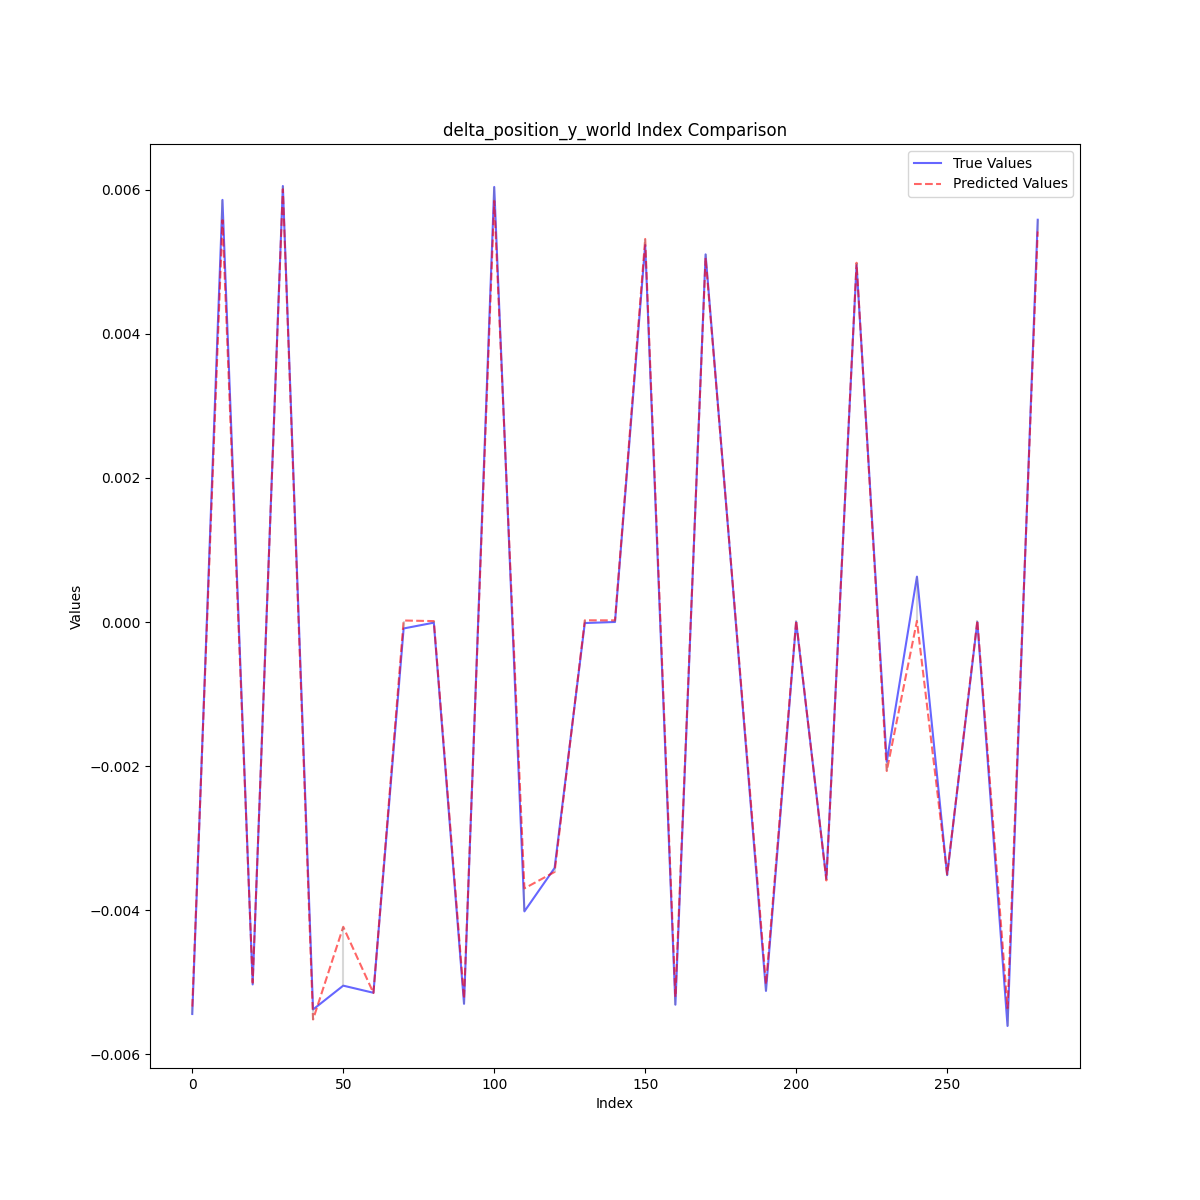 delta_position_y_world Index Comparison
True Values
Predicted Values
0.006
0.004
0.002
0.000
−0.002
−0.004
−0.006
Values
0
50
100
150
200
250
Index